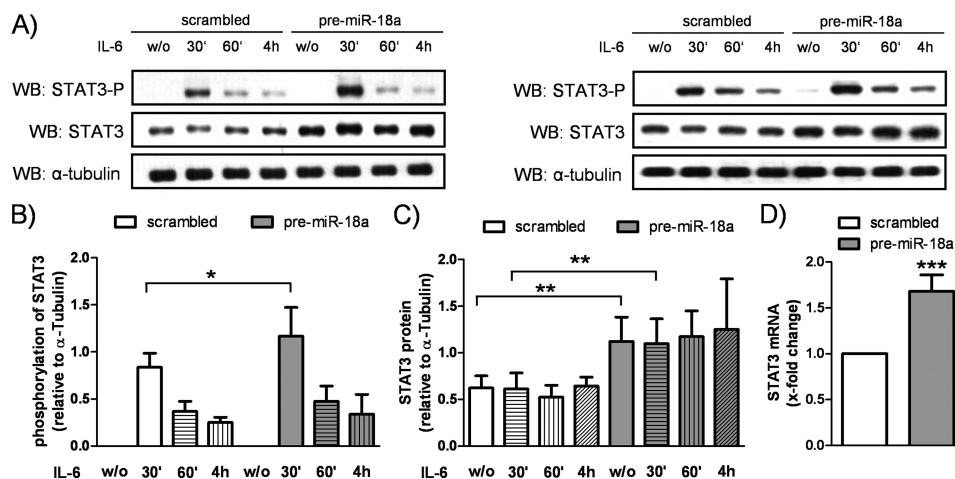 A)
scrambled pre-miR-18a
IL-6 w/o 30' 60' 4h w/o 30' 60' 4h
WB: STAT3-P
WB: STAT3
WB: α-tubulin
scrambled pre-miR-18a
IL-6 w/o 30' 60' 4h w/o 30' 60' 4h
WB: STAT3-P
WB: STAT3
WB: α-tubulin
B)
scrambled pre-miR-18a
phosphorylation of STAT3
(relative to α-Tubulin)
2.0
1.5
1.0
0.5
0.0
*
IL-6 w/o 30' 60' 4h w/o 30' 60' 4h
C)
scrambled pre-miR-18a
STAT3 protein
(relative to α-Tubulin)
2.0
1.5
1.0
0.5
0.0
**
**
IL-6 w/o 30' 60' 4h w/o 30' 60' 4h
D)
scrambled
pre-miR-18a
STAT3 mRNA
(x-fold change)
2.0
1.5
1.0
0.5
0.0
***